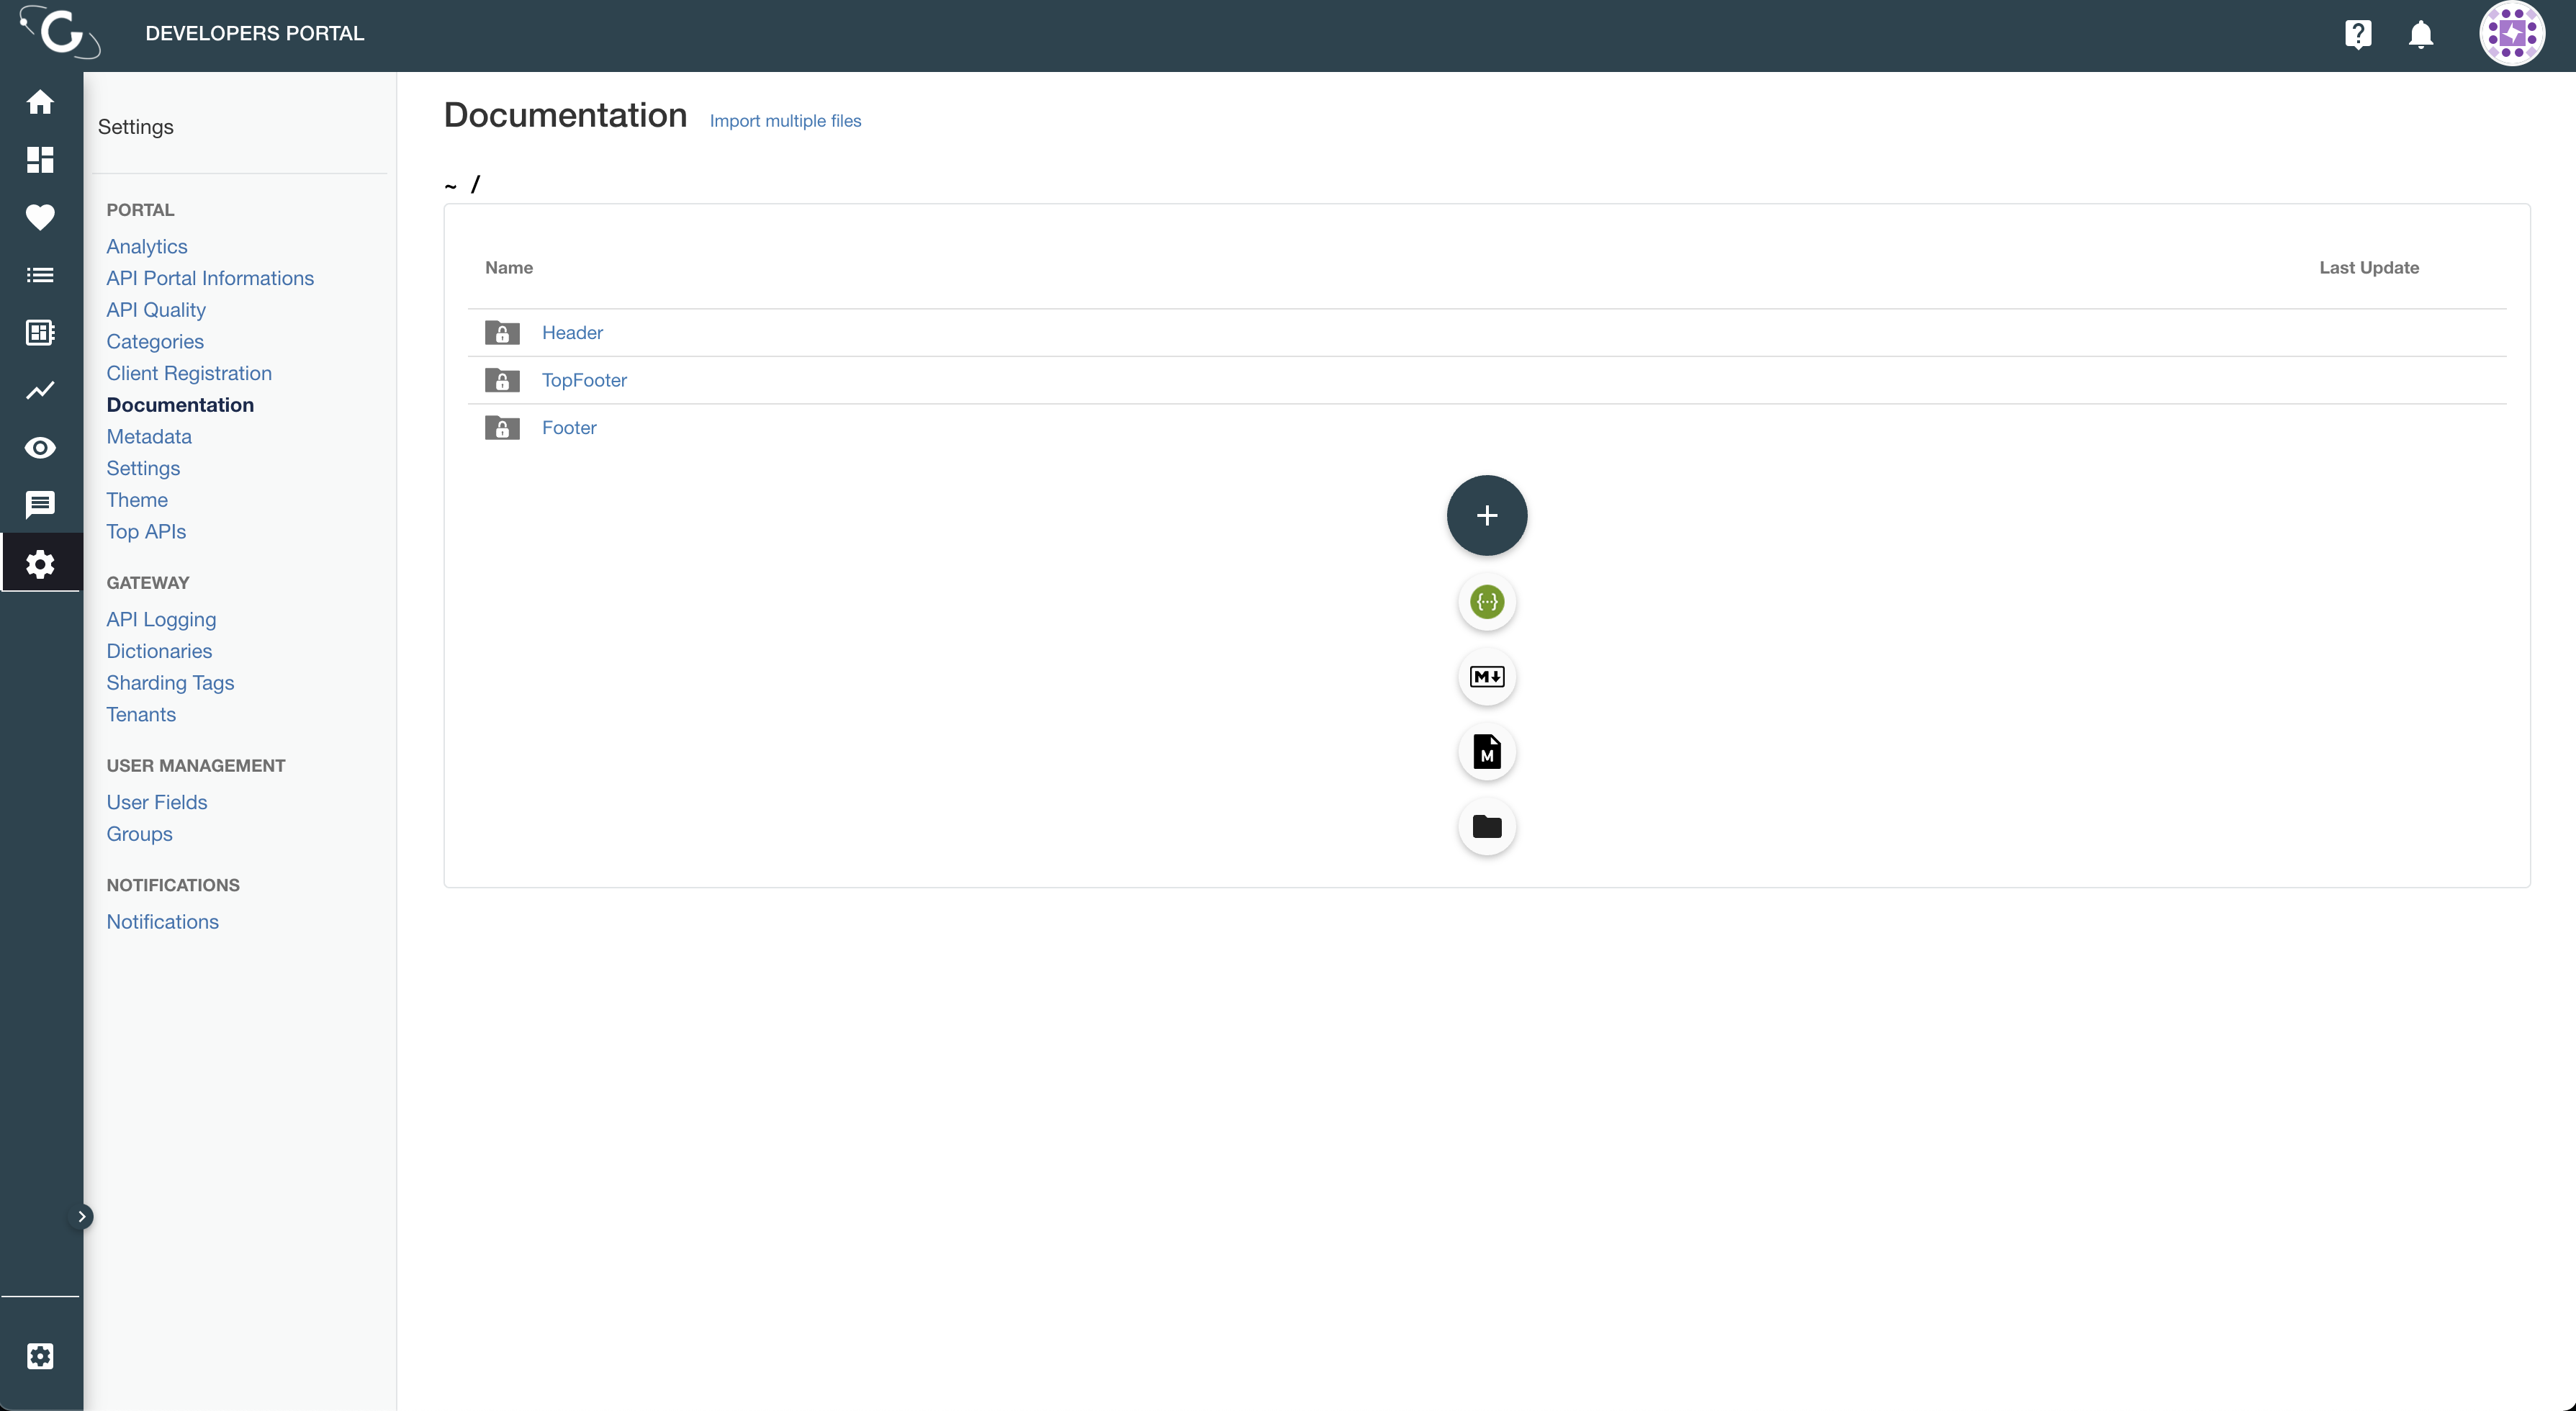 DEVELOPERS PORTAL
Settings
PORTAL
Analytics
API Portal Informations
API Quality
Categories
Client Registration
Documentation
Metadata
Settings
Theme
Top APIs
GATEWAY
API Logging
Dictionaries
Sharding Tags
Tenants
USER MANAGEMENT
User Fields
Groups
NOTIFICATIONS
Notifications
Documentation Import multiple files
~ /
Name Last Update
Header
TopFooter
Footer
+
{...}
M
M